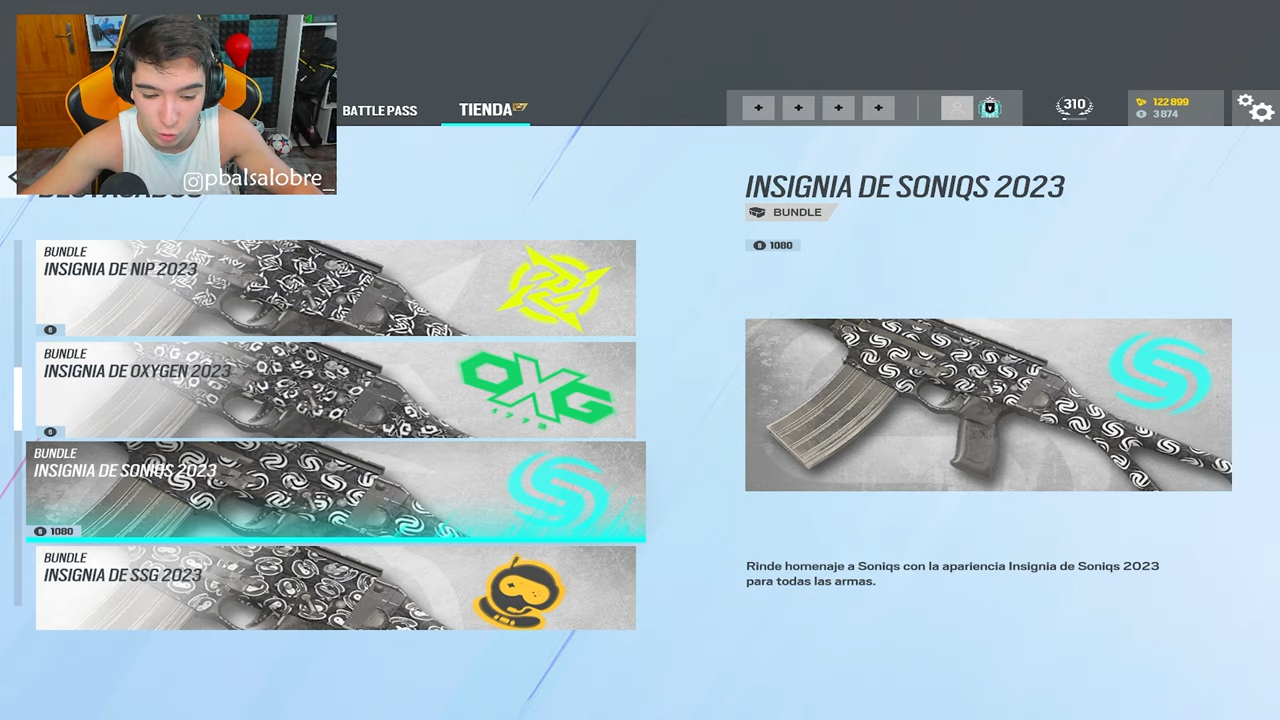 BATTLE PASS
TIENDA
310
122 899
3 874
pbalsalobre_
DESTACADOS
BUNDLE
INSIGNIA DE NIP 2023
BUNDLE
INSIGNIA DE OXYGEN 2023
OXG
BUNDLE
INSIGNIA DE SONIQS 2023
1080
BUNDLE
INSIGNIA DE SSG 2023
INSIGNIA DE SONIQS 2023
BUNDLE
1080
Rinde homenaje a Soniqs con la apariencia Insignia de Soniqs 2023
para todas las armas.